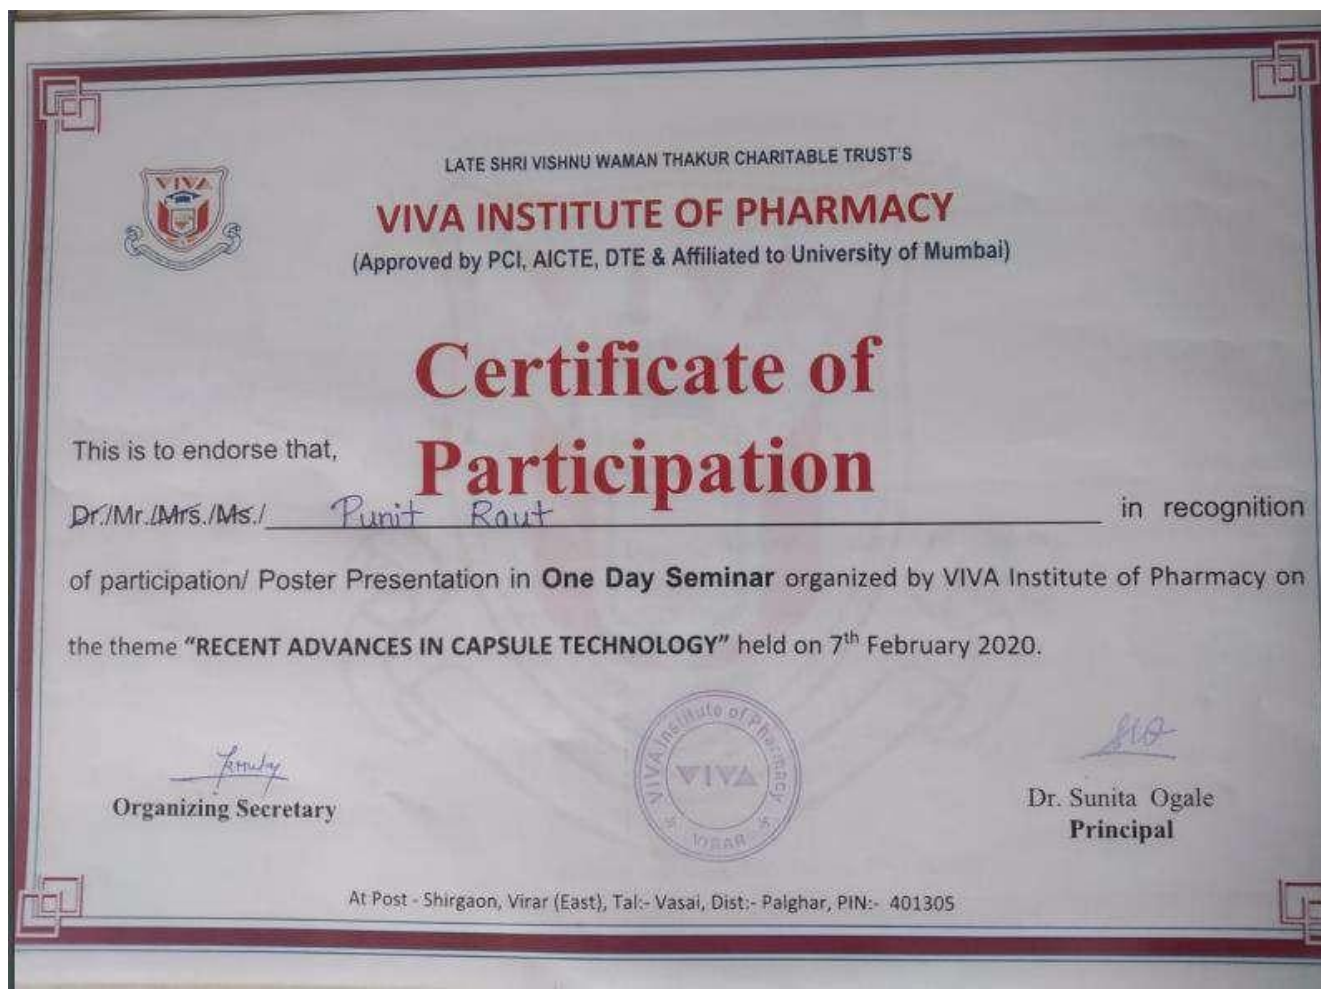 LATE SHRI VISHNU WAMAN THAKUR CHARITABLE TRUST'S
VIVA
VIVA INSTITUTE OF PHARMACY
(Approved by PCI, AICTE, DTE & Affiliated to University of Mumbai)
Certificate of
Participation
This is to endorse that,
Dr./Mr./Mrs./Ms./ Punit Raut in recognition
of participation/ Poster Presentation in One Day Seminar organized by VIVA Institute of Pharmacy on
the theme “RECENT ADVANCES IN CAPSULE TECHNOLOGY” held on 7th February 2020.
VIVA Institute of Pharmacy
VIVA
VIRAR
Organizing Secretary
Dr. Sunita Ogale
Principal
At Post - Shirgaon, Virar (East), Tal:- Vasai, Dist:- Palghar, PIN:- 401305